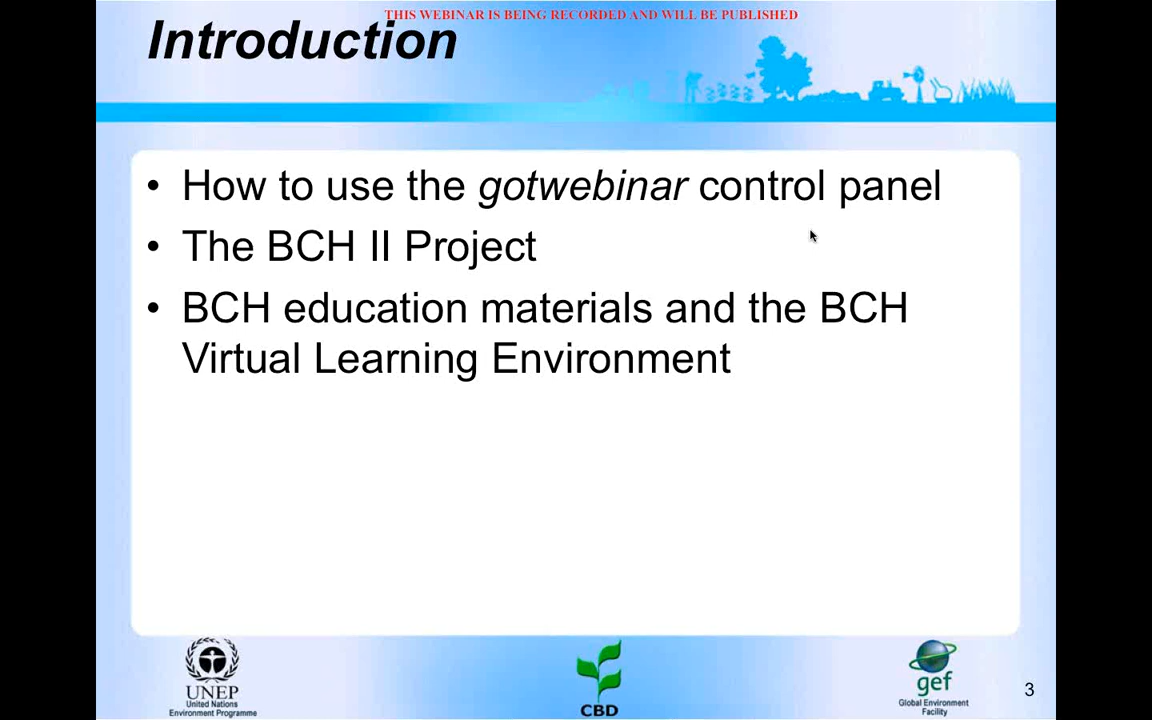 THIS WEBINAR IS BEING RECORDED AND WILL BE PUBLISHED
Introduction
• How to use the gotwebinar control panel
• The BCH II Project
• BCH education materials and the BCH
Virtual Learning Environment
UNEP
United Nations
Environment Programme
CBD
gef
Global Environment
Facility
3